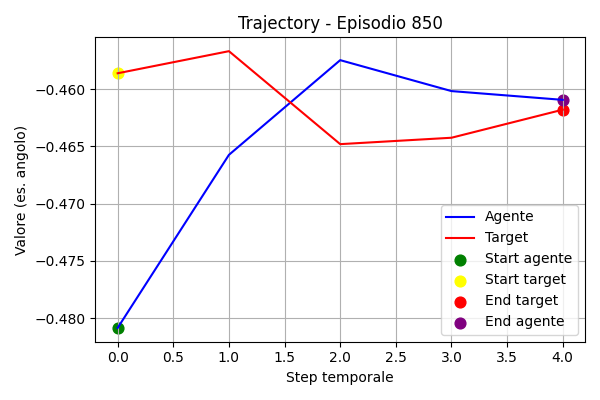 Trajectory - Episodio 850
Valore (es. angolo)
−0.460
−0.465
−0.470
−0.475
−0.480
0.0 0.5 1.0 1.5 2.0 2.5 3.0 3.5 4.0
Step temporale
Agente
Target
Start agente
Start target
End target
End agente